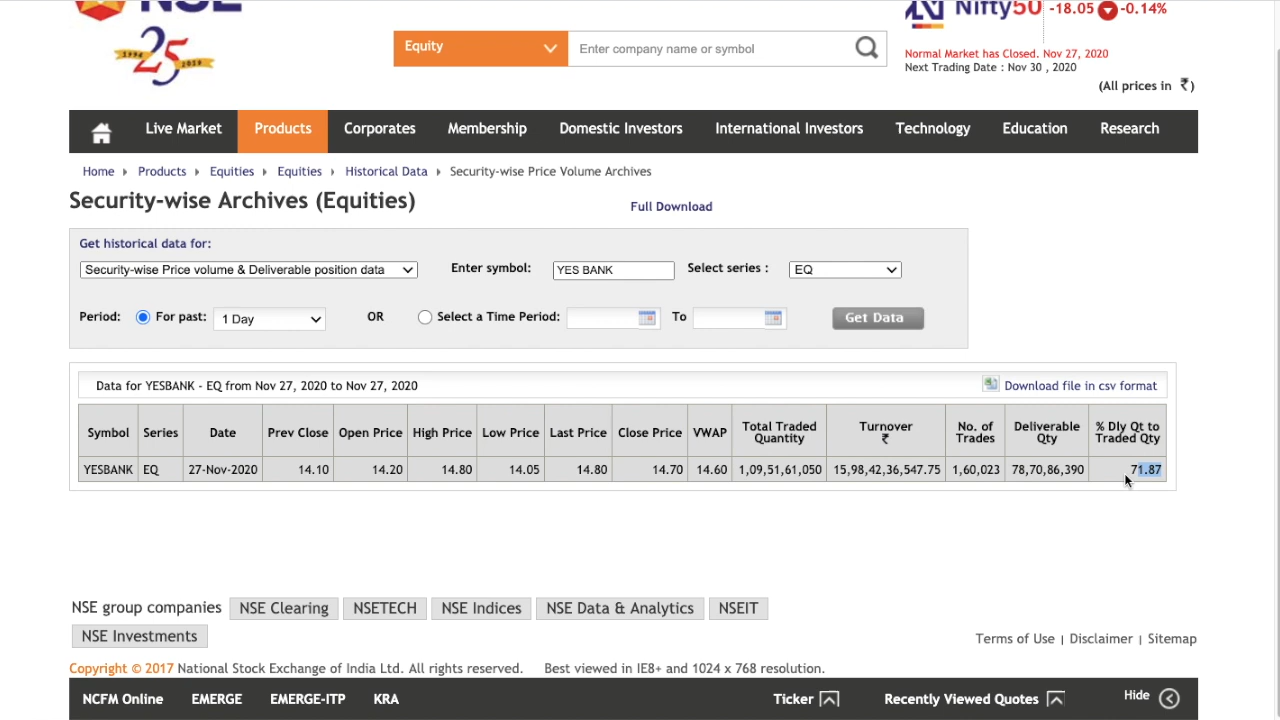 NSE
Nifty50 -18.05 -0.14%
1994 25 2019
Equity
Enter company name or symbol
Normal Market has Closed. Nov 27, 2020
Next Trading Date : Nov 30 , 2020
(All prices in ₹)
Live Market Products Corporates Membership Domestic Investors International Investors Technology Education Research
Home Products Equities Equities Historical Data Security-wise Price Volume Archives
Security-wise Archives (Equities)
Full Download
Get historical data for:
Security-wise Price volume & Deliverable position data Enter symbol: YES BANK Select series : EQ
Period: For past: 1 Day OR Select a Time Period: To Get Data
Data for YESBANK - EQ from Nov 27, 2020 to Nov 27, 2020
Download file in csv format
Symbol Series Date Prev Close Open Price High Price Low Price Last Price Close Price VWAP Total Traded Quantity Turnover ₹ No. of Trades Deliverable Qty % Dly Qt to Traded Qty
YESBANK EQ 27-Nov-2020 14.10 14.20 14.80 14.05 14.80 14.70 14.60 1,09,51,61,050 15,98,42,36,547.75 1,60,023 78,70,86,390 71.87
NSE group companies NSE Clearing NSETECH NSE Indices NSE Data & Analytics NSEIT
NSE Investments
Terms of Use | Disclaimer | Sitemap
Copyright © 2017 National Stock Exchange of India Ltd. All rights reserved. Best viewed in IE8+ and 1024 x 768 resolution.
NCFM Online EMERGE EMERGE-ITP KRA Ticker Recently Viewed Quotes Hide